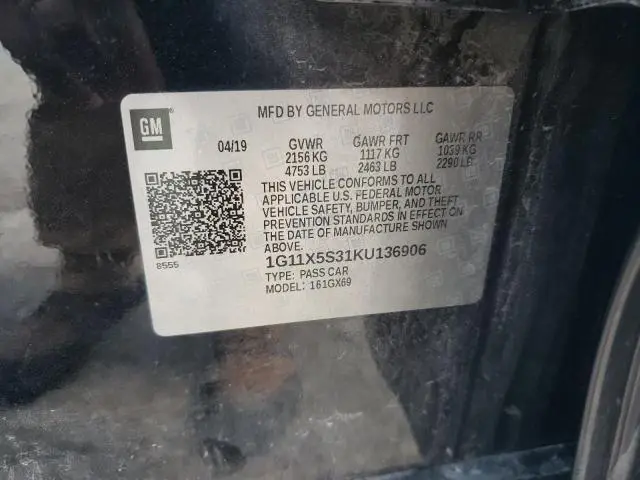 GM
MFD BY GENERAL MOTORS LLC
04/19 GVWR GAWR FRT GAWR RR
2156 KG 1117 KG 1039 KG
4753 LB 2463 LB 2290 LB
THIS VEHICLE CONFORMS TO ALL
APPLICABLE U.S. FEDERAL MOTOR
VEHICLE SAFETY, BUMPER, AND THEFT
PREVENTION STANDARDS IN EFFECT ON
THE DATE OF MANUFACTURE SHOWN
ABOVE.
8555
1G11X5S31KU136906
TYPE: PASS CAR
MODEL: 161GX69